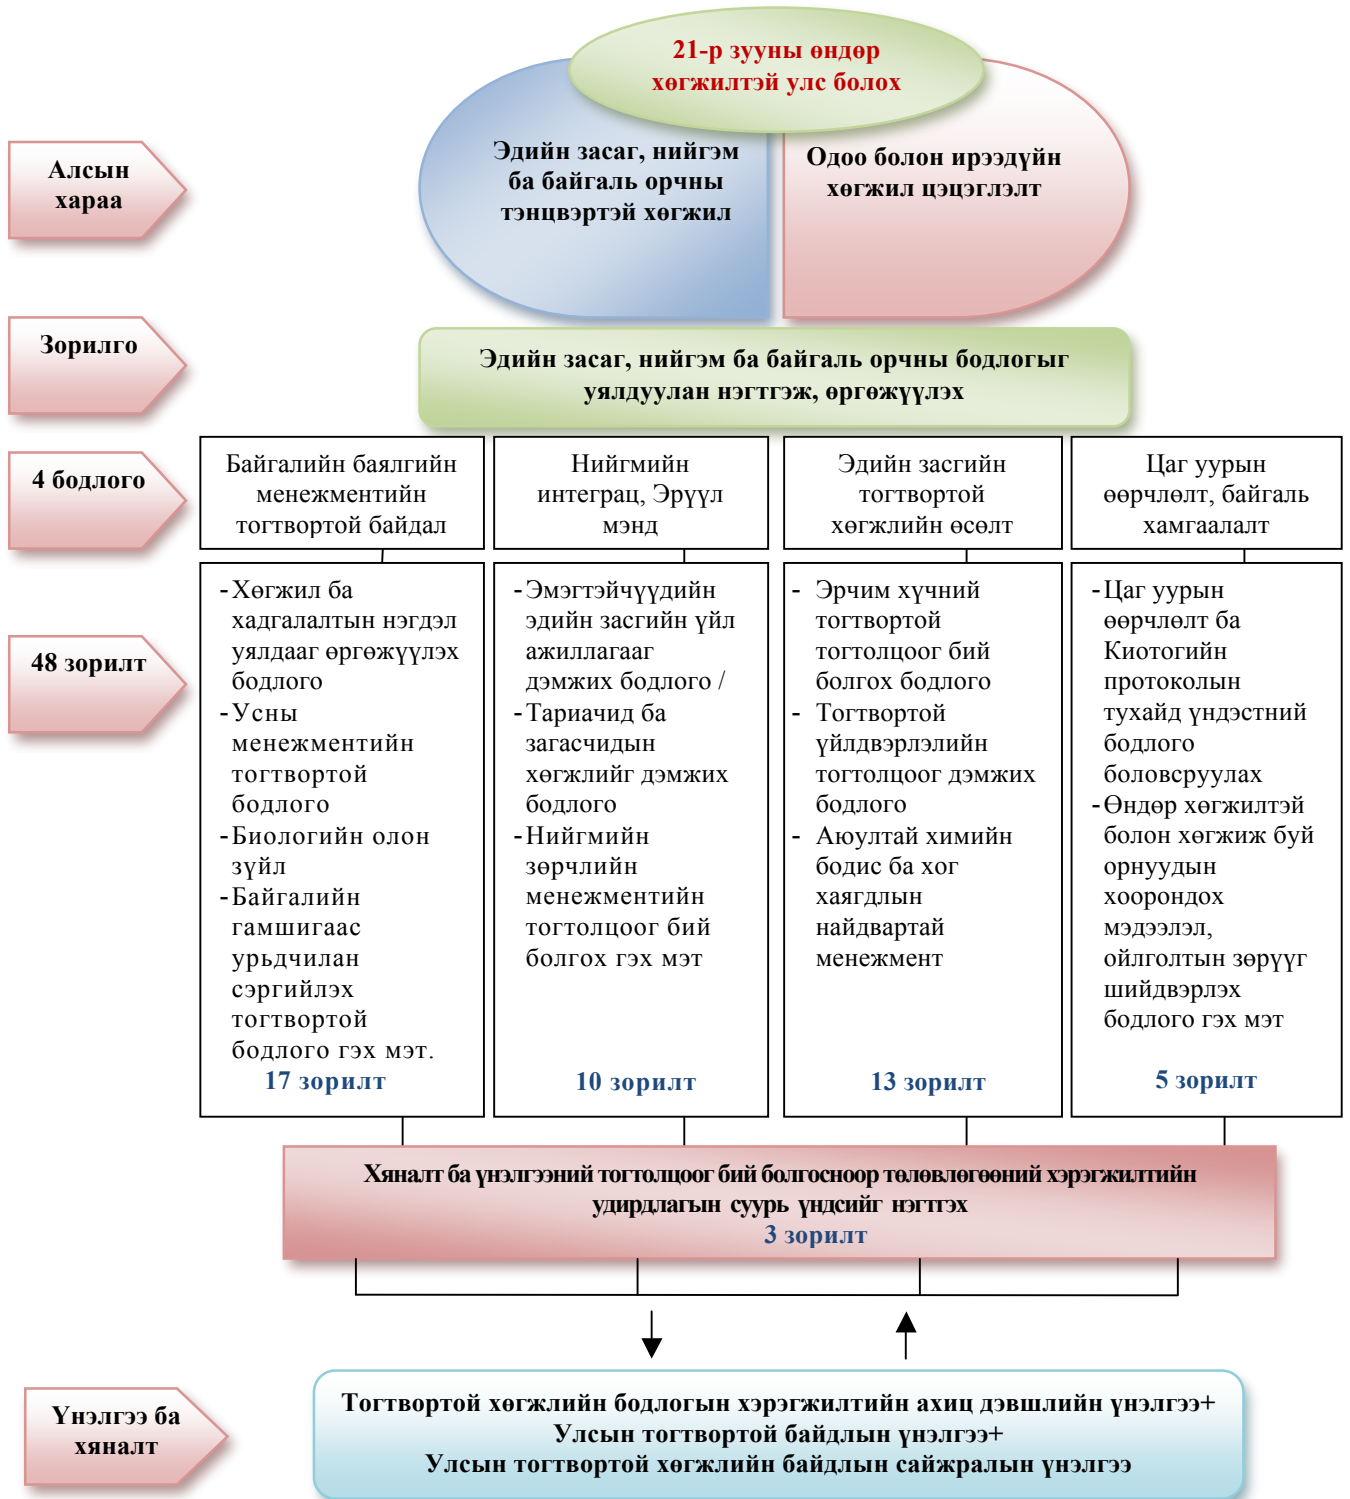 21-р зууны өндөр
хөгжилтэй улс болох
Алсын
хараа
Эдийн засаг, нийгэм
ба байгаль орчны
тэнцвэртэй хөгжил
Одоо болон ирээдүйн
хөгжил цэцэглэлт
Зорилго
Эдийн засаг, нийгэм ба байгаль орчны бодлогыг
уялдуулан нэгтгэж, өргөжүүлэх
4 бодлого
Байгалийн баялгийн
менежментийн
тогтвортой байдал
Нийгмийн
интеграц, Эрүүл
мэнд
Эдийн засгийн
тогтвортой
хөгжлийн өсөлт
Цаг уурын
өөрчлөлт, байгаль
хамгаалалт
48 зорилт
- Хөгжил ба
хадгалалтын нэгдэл
уялдааг өргөжүүлэх
бодлого
- Усны
менежментийн
тогтвортой
бодлого
- Биологийн олон
зүйл
- Байгалийн
гамшигаас
урьдчилан
сэргийлэх
тогтвортой
бодлого гэх мэт.
17 зорилт
- Эмэгтэйчүүдийн
эдийн засгийн үйл
ажиллагааг
дэмжих бодлого /
- Тариачид ба
загасчидын
хөгжлийг дэмжих
бодлого
- Нийгмийн
зөрчлийн
менежментийн
тогтолцоог бий
болгох гэх мэт
10 зорилт
- Эрчим хүчний
тогтвортой
тогтолцоог бий
болгох бодлого
- Тогтвортой
үйлдвэрлэлийн
тогтолцоог дэмжих
бодлого
- Аюултай химийн
бодис ба хог
хаягдлын
найдвартай
менежмент
13 зорилт
- Цаг уурын
өөрчлөлт ба
Киотогийн
протоколын
тухайд үндэстний
бодлого
боловсруулах
- Өндөр хөгжилтэй
болон хөгжиж буй
орнуудын
хоорондох
мэдээлэл,
ойлголтын зөрүүг
шийдвэрлэх
бодлого гэх мэт
5 зорилт
Хяналт ба үнэлгээний тогтолцоог бий болгосноор төлөвлөгөөний хэрэгжилтийн
удирдлагын суурь үндсийг нэгтгэх
3 зорилт
Үнэлгээ ба
хяналт
Тогтвортой хөгжлийн бодлогын хэрэгжилтийн ахиц дэвшлийн үнэлгээ+
Улсын тогтвортой байдлын үнэлгээ+
Улсын тогтвортой хөгжлийн байдлын сайжралын үнэлгээ